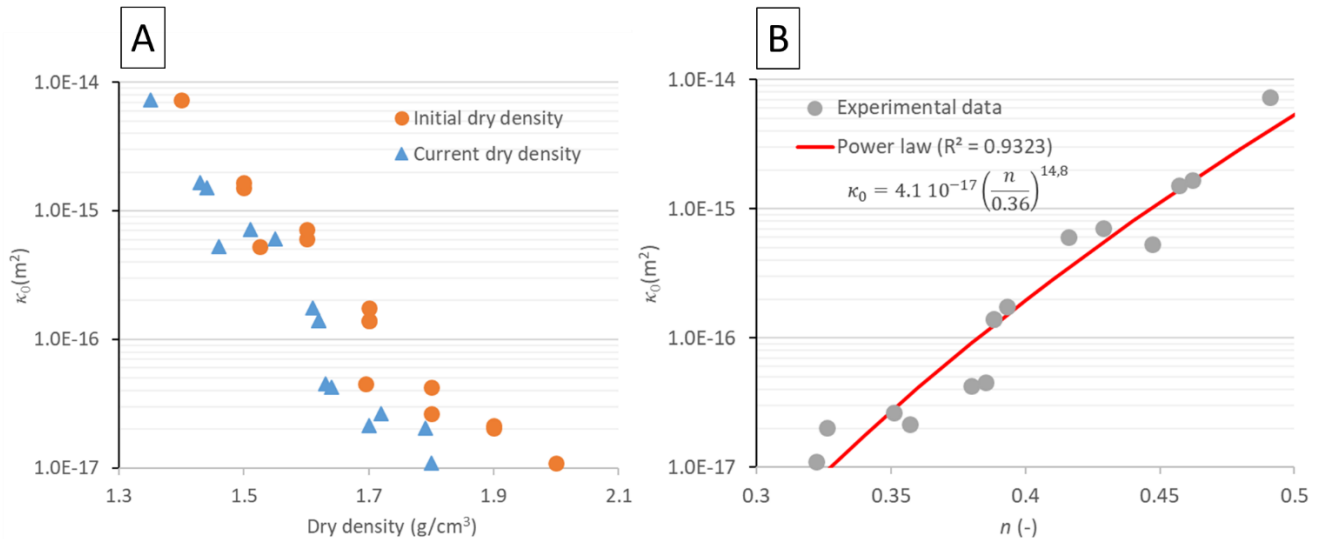 A
1.0E-14
1.0E-15
1.0E-16
1.0E-17
κ₀(m²)
Initial dry density
Current dry density
1.3 1.5 1.7 1.9 2.1
Dry density (g/cm³)
B
1.0E-14
1.0E-15
1.0E-16
1.0E-17
κ₀(m²)
Experimental data
Power law (R² = 0.9323)
κ₀ = 4.1 10⁻¹⁷(n/0.36)^14,8
0.3 0.35 0.4 0.45 0.5
n (-)